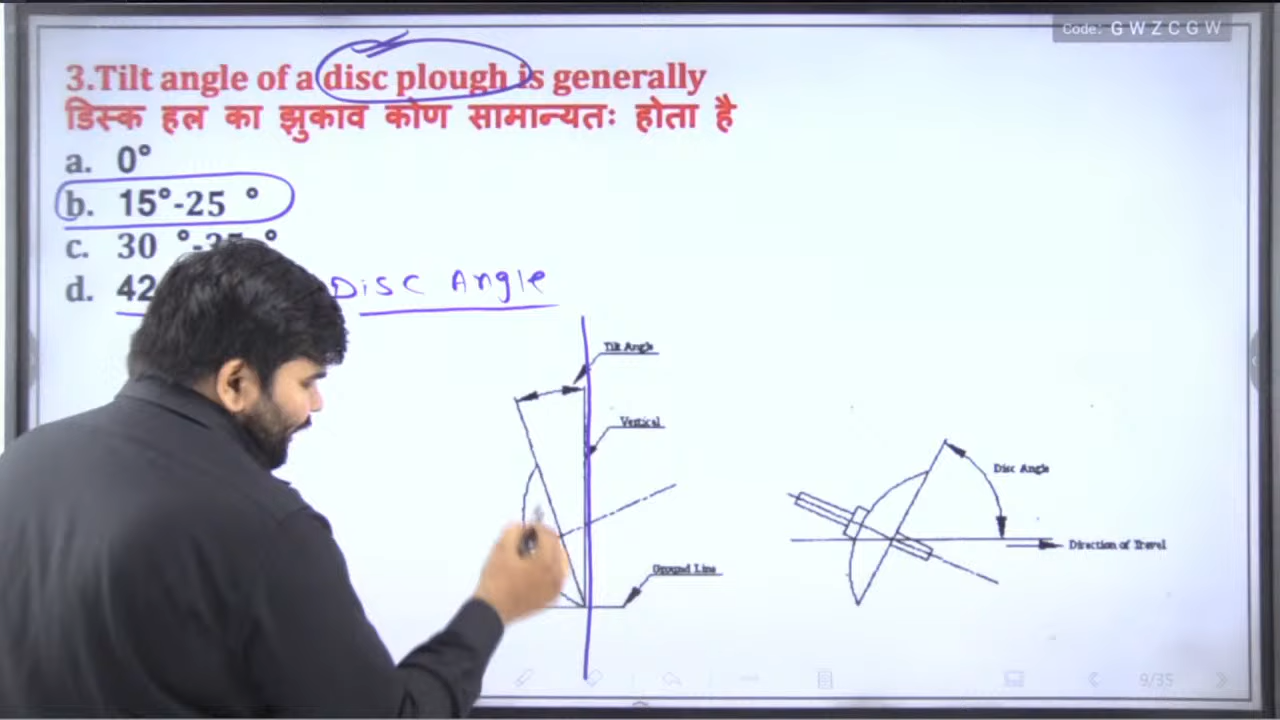 Code: G W Z C G W
3.Tilt angle of a disc plough is generally
डिस्क हल का झुकाव कोण सामान्यतः होता है
a. 0°
b. 15°-25 °
c. 30 °-35 °
d. 42
DISC Angle
Tilt Angle
Vertical
Disc Angle
Direction of Travel
Ground Line
9/35